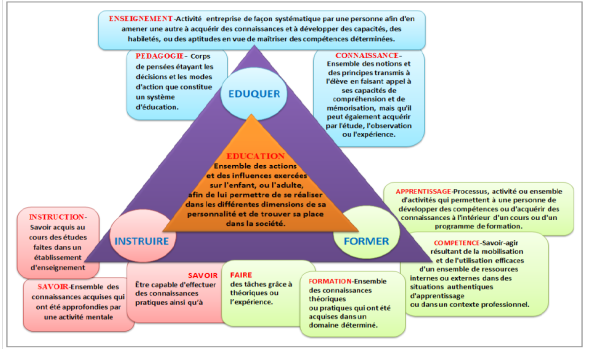 ENSEIGNEMENT -Activité entreprise de façon systématique par une personne afin d'en
amener une autre à acquérir des connaissances et à développer des capacités, des
habiletés, ou des aptitudes en vue de maîtriser des compétences déterminées.
PEDAGOGIE- Corps
de pensées étayant les
décisions et les modes
d'action que constitue
un système
d'éducation.
EDUQUER
CONNAISSANCE-
Ensemble des notions et
des principes transmis à
l'élève en faisant appel à
ses capacités de
compréhension et de
mémorisation, mais qu'il
peut également acquérir
par l'étude, l'observation
ou l'expérience.
EDUCATION
Ensemble des actions
et des influences exercées
sur l'enfant, ou l'adulte,
afin de lui permettre de se réaliser
dans les différentes dimensions de sa
personnalité et de trouver sa place
dans la société.
INSTRUCTION-
Savoir acquis au
cours des études
faites dans un
établissement
d'enseignement
INSTRUIRE
FORMER
APPRENTISSAGE-Processus, activité ou ensemble
d'activités qui permettent à une personne de
développer des compétences ou d'acquérir des
connaissances à l'intérieur d'un cours ou d'un
programme de formation.
COMPETENCE-Savoir-agir
résultant de la mobilisation
et de l'utilisation efficaces
d'un ensemble de ressources
internes ou externes dans des
situations authentiques
d'apprentissage
ou dans un contexte professionnel.
SAVOIR-Ensemble des
connaissances acquises qui
ont été approfondies par
une activité mentale
SAVOIR
Être capable d'effectuer
des connaissances
pratiques ainsi qu'à
FAIRE
des tâches grâce à
théoriques ou
l'expérience.
FORMATION-Ensemble
des connaissances
théoriques
ou pratiques qui ont été
acquises dans un
domaine déterminé.